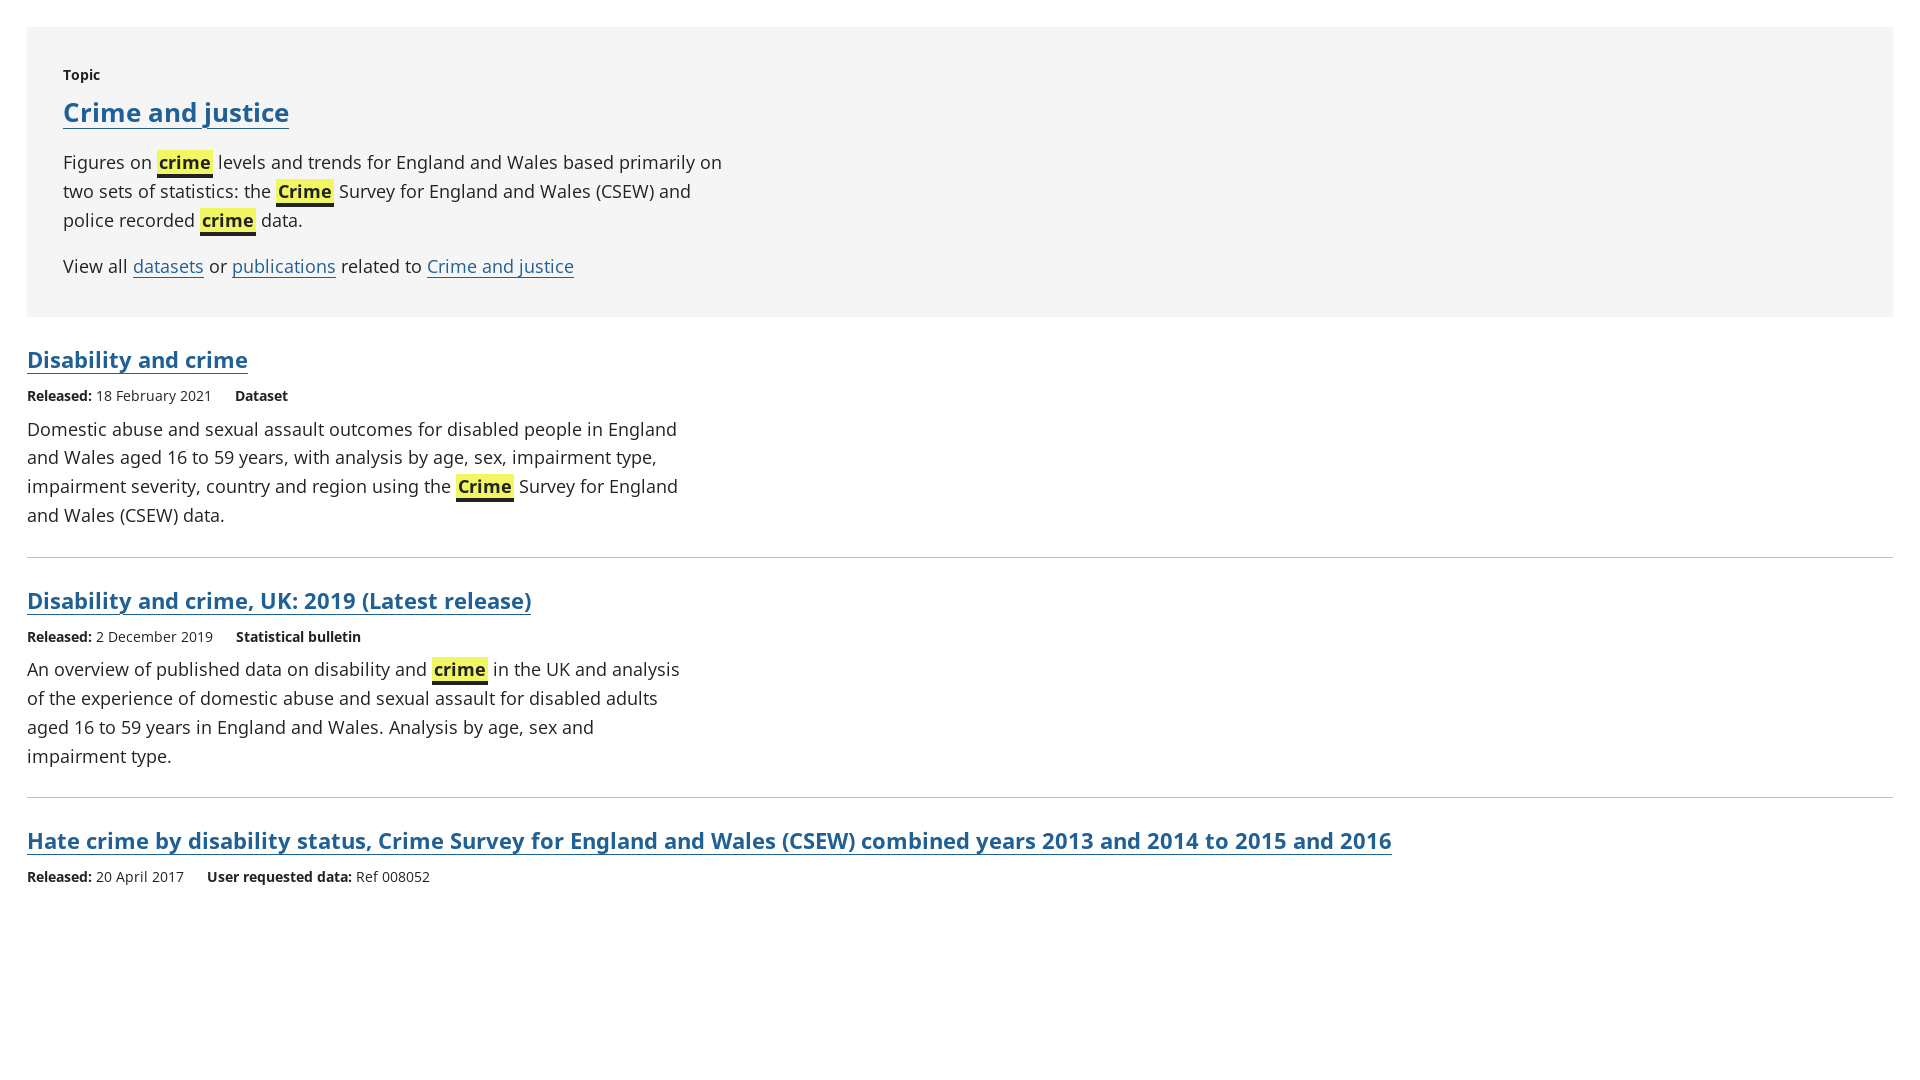 Topic
Crime and justice
Figures on crime levels and trends for England and Wales based primarily on
two sets of statistics: the Crime Survey for England and Wales (CSEW) and
police recorded crime data.
View all datasets or publications related to Crime and justice
Disability and crime
Released: 18 February 2021 Dataset
Domestic abuse and sexual assault outcomes for disabled people in England
and Wales aged 16 to 59 years, with analysis by age, sex, impairment type,
impairment severity, country and region using the Crime Survey for England
and Wales (CSEW) data.
Disability and crime, UK: 2019 (Latest release)
Released: 2 December 2019 Statistical bulletin
An overview of published data on disability and crime in the UK and analysis
of the experience of domestic abuse and sexual assault for disabled adults
aged 16 to 59 years in England and Wales. Analysis by age, sex and
impairment type.
Hate crime by disability status, Crime Survey for England and Wales (CSEW) combined years 2013 and 2014 to 2015 and 2016
Released: 20 April 2017 User requested data: Ref 008052